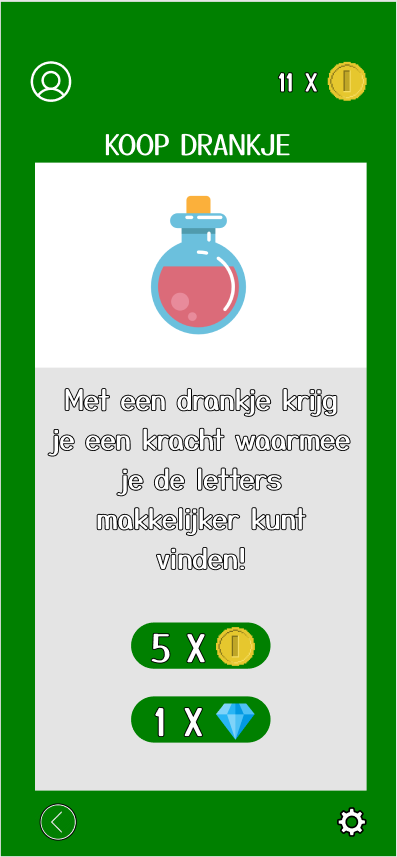 11 X
KOOP DRANKJE
Met een drankje krijg
je een kracht waarmee
je de letters
makkelijker kunt
vinden!
5 X
1 X